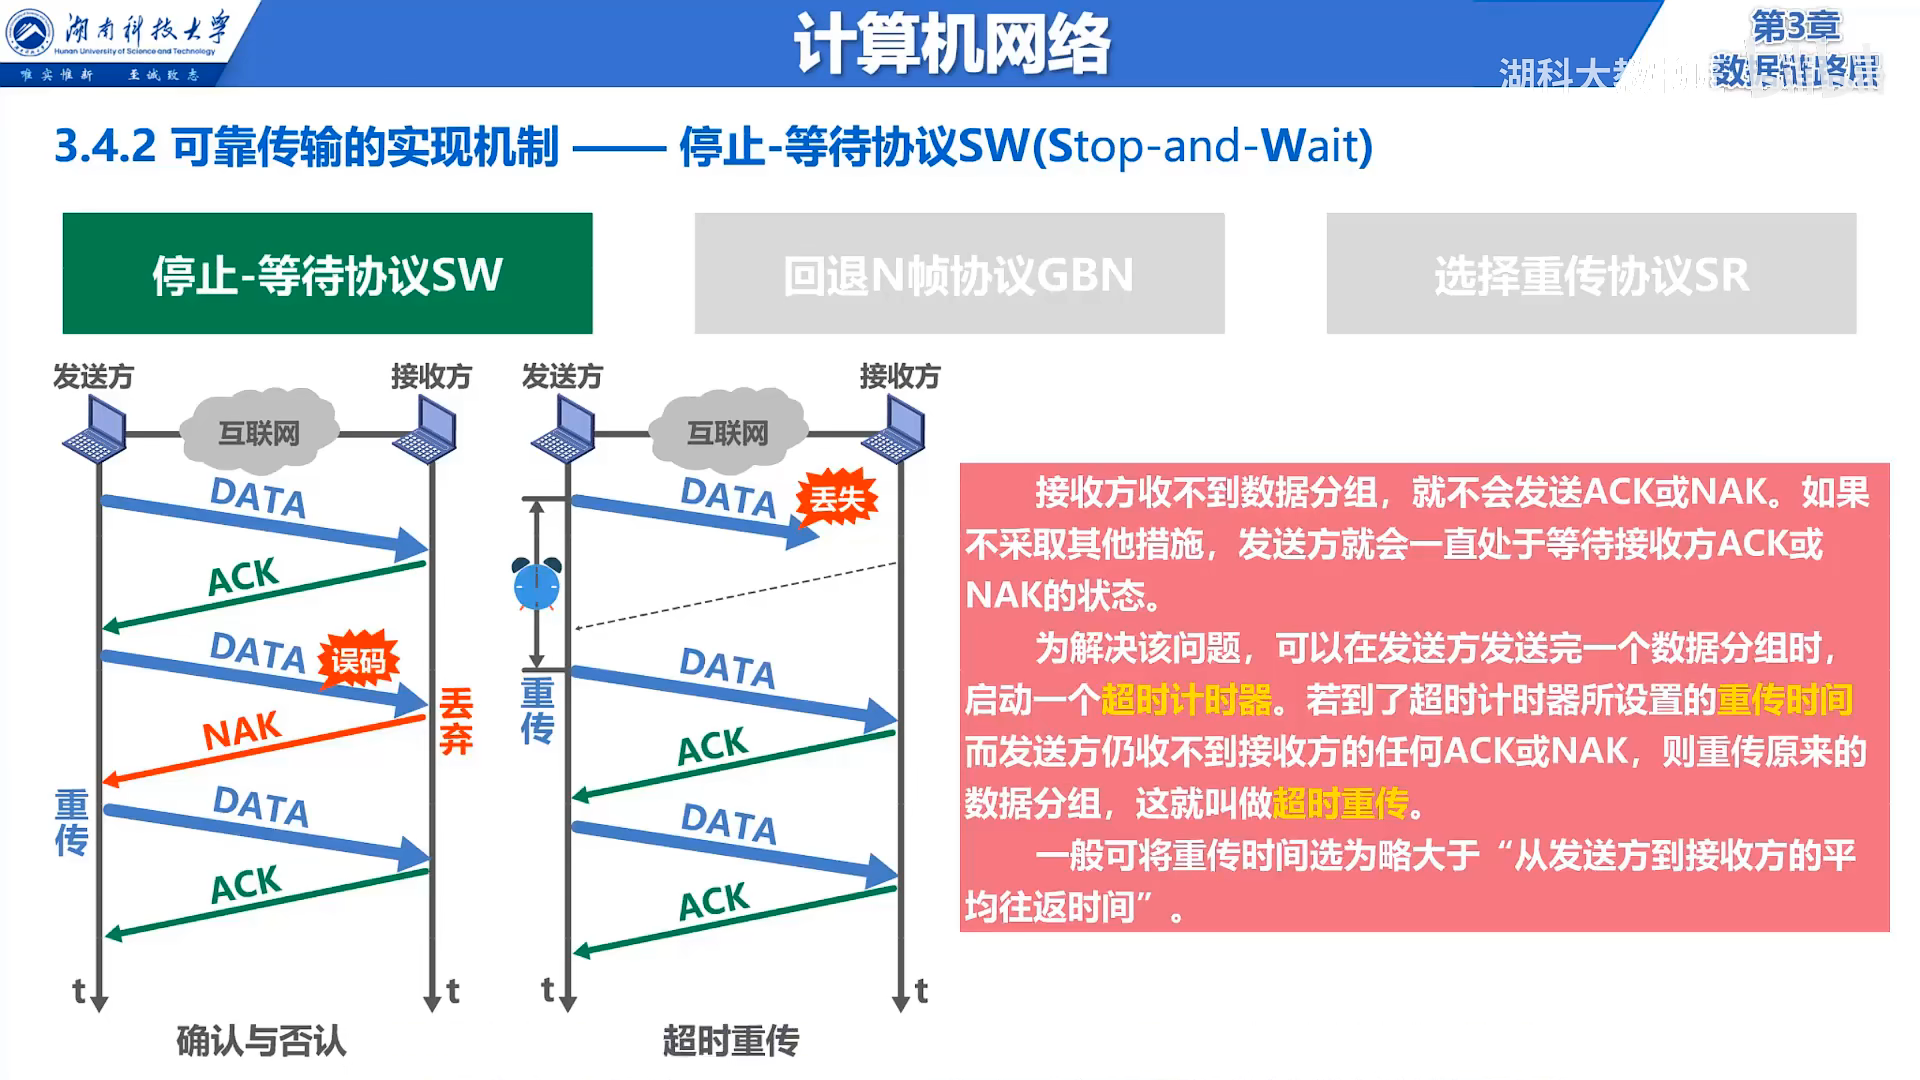 湖南科技大学
Hunan University of Science and Technology
唯实惟新 至诚致志
计算机网络
第3章
数据链路层
湖科大教书匠
3.4.2 可靠传输的实现机制 —— 停止-等待协议SW(Stop-and-Wait)
停止-等待协议SW
回退N帧协议GBN
选择重传协议SR
发送方
接收方
互联网
DATA
ACK
DATA
误码
丢弃
NAK
重传
DATA
ACK
t
t
确认与否认
发送方
接收方
互联网
DATA
丢失
重传
DATA
ACK
DATA
ACK
t
t
超时重传
接收方收不到数据分组，就不会发送ACK或NAK。如果
不采取其他措施，发送方就会一直处于等待接收方ACK或
NAK的状态。
为解决该问题，可以在发送方发送完一个数据分组时，
启动一个超时计时器。若到了超时计时器所设置的重传时间
而发送方仍收不到接收方的任何ACK或NAK，则重传原来的
数据分组，这就叫做超时重传。
一般可将重传时间选为略大于“从发送方到接收方的平
均往返时间”。